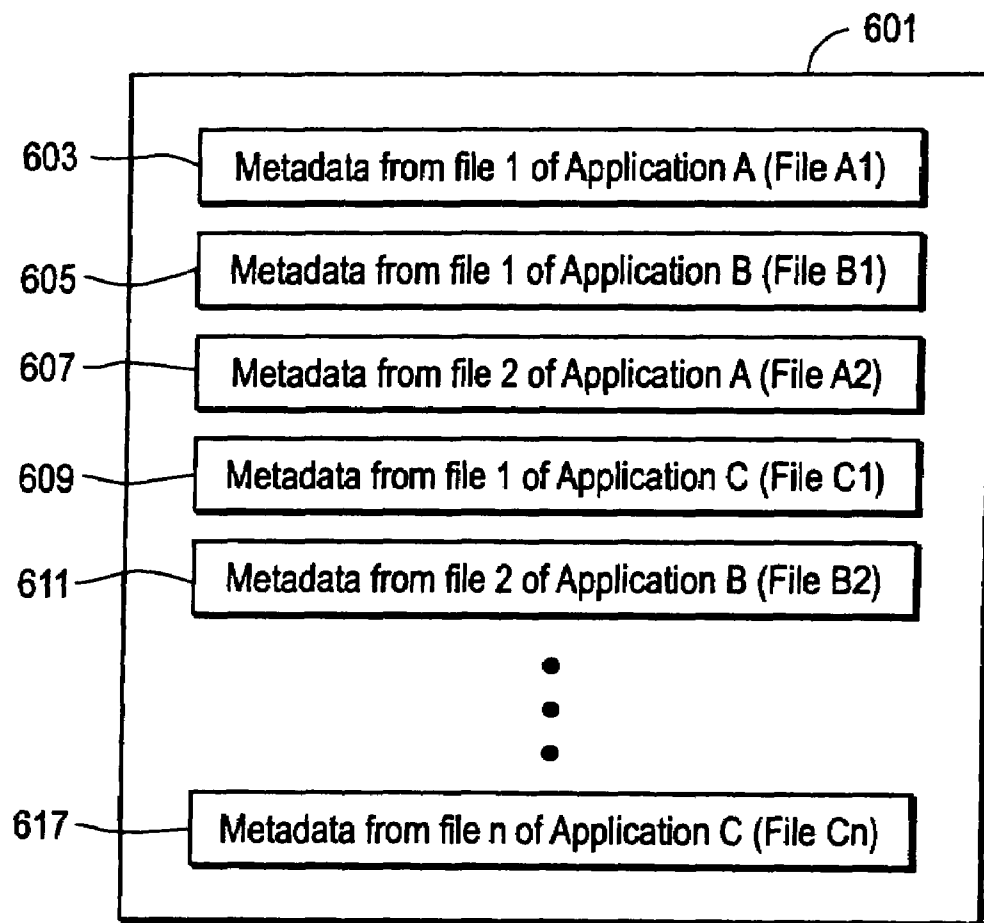 601
603
Metadata from file 1 of Application A (File A1)
605
Metadata from file 1 of Application B (File B1)
607
Metadata from file 2 of Application A (File A2)
609
Metadata from file 1 of Application C (File C1)
611
Metadata from file 2 of Application B (File B2)
617
Metadata from file n of Application C (File Cn)